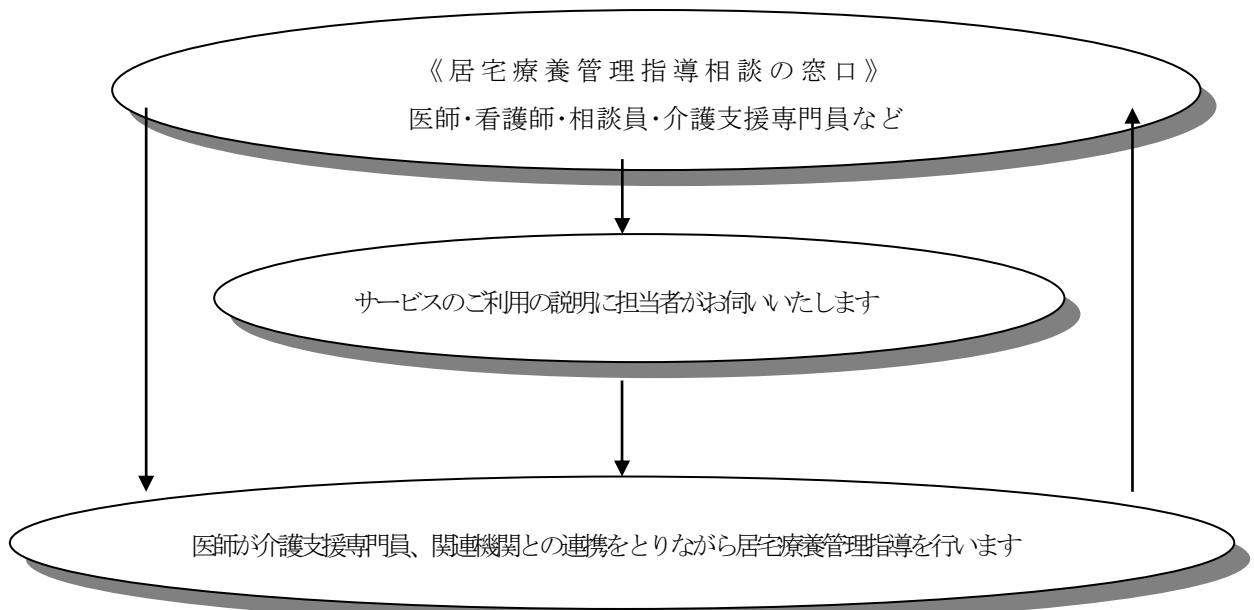 《居宅療養管理指導相談の窓口》
医師・看護師・相談員・介護支援専門員など
サービスのご利用の説明に担当者がお伺いいたします
医師が介護支援専門員、関連機関との連携をとりながら居宅療養管理指導を行います